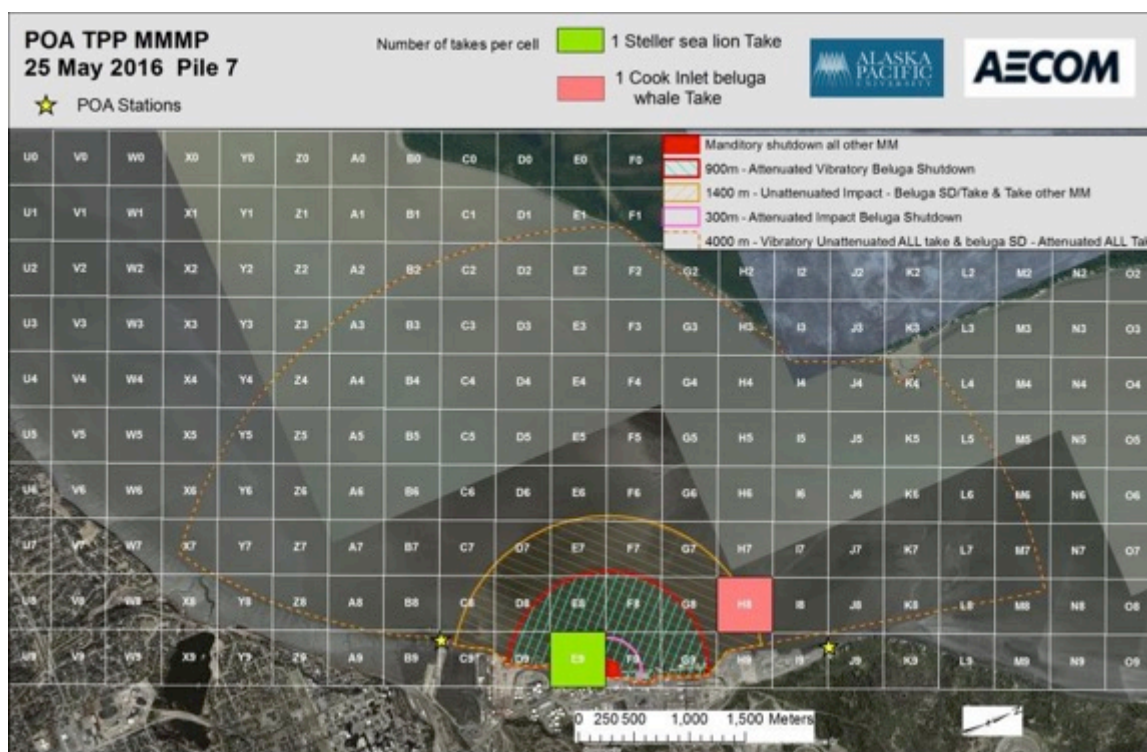 POA TPP MMMP
25 May 2016 Pile 7
POA Stations
Number of takes per cell
1 Steller sea lion Take
1 Cook Inlet beluga
whale Take
ALASKA
PACIFIC
UNIVERSITY
AECOM
Manditory shutdown all other MM
900m - Attenuated Vibratory Beluga Shutdown
1400 m - Unattenuated Impact - Beluga SD/Take & Take other MM
300m - Attenuated Impact Beluga Shutdown
4000 m - Vibratory Unattenuated ALL take & beluga SD - Attenuated ALL Tak
U0 V0 W0 X0 Y0 Z0 A0 B0 C0 D0 E0 F0
U1 V1 W1 X1 Y1 Z1 A1 B1 C1 D1 E1 F1
U2 V2 W2 X2 Y2 Z2 A2 B2 C2 D2 E2 F2 G2 H2 I2 J2 K2 L2 M2 N2 O2
U3 V3 W3 X3 Y3 Z3 A3 B3 C3 D3 E3 F3 G3 H3 I3 J3 K3 L3 M3 N3 O3
U4 V4 W4 X4 Y4 Z4 A4 B4 C4 D4 E4 F4 G4 H4 I4 J4 K4 L4 M4 N4 O4
U5 V5 W5 X5 Y5 Z5 A5 B5 C5 D5 E5 F5 G5 H5 I5 J5 K5 L5 M5 N5 O5
U6 V6 W6 X6 Y6 Z6 A6 B6 C6 D6 E6 F6 G6 H6 I6 J6 K6 L6 M6 N6 O6
U7 V7 W7 X7 Y7 Z7 A7 B7 C7 D7 E7 F7 G7 H7 I7 J7 K7 L7 M7 N7 O7
U8 V8 W8 X8 Y8 Z8 A8 B8 C8 D8 E8 F8 G8 H8 I8 J8 K8 L8 M8 N8 O8
U9 V9 W9 X9 Y9 Z9 A9 B9 C9 D9 E9 F9 G9 H9 I9 J9 K9 L9 M9 N9 O9
0 250 500 1,000 1,500 Meters